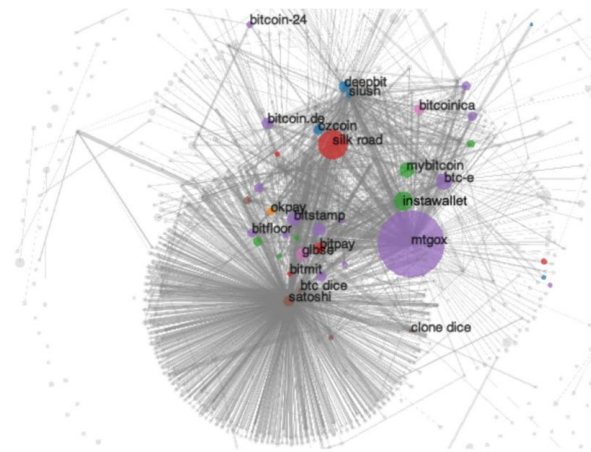 bitcoin-24
deepbit
slush
bitcoinica
bitcoin.de
ozcoin
silk road
mybitcoin
btc-e
instawallet
okpay
bitstamp
bitfloor
mtgox
bitpay
glbse
bitmit
btc dice
satoshi
clone dice